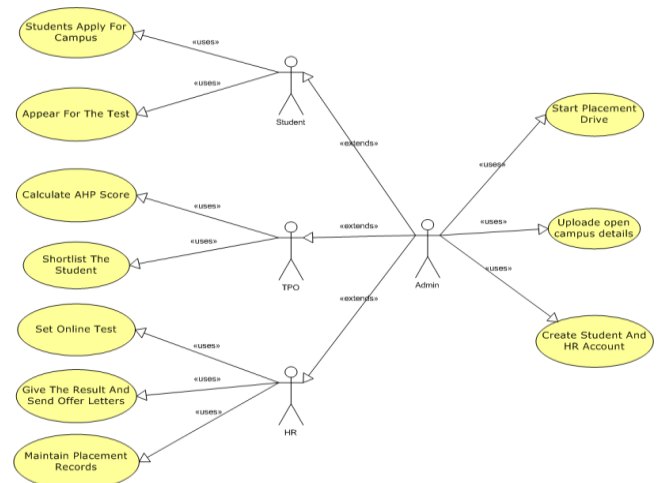 Students Apply For
Campus
«uses»
«uses»
Appear For The Test
Student
Start Placement
Drive
«extends»
«uses»
Calculate AHP Score
«uses»
«uses»
Shortlist The
Student
TPO
«extends»
Admin
«uses»
Uploade open
campus details
«uses»
«extends»
Set Online Test
«uses»
Create Student And
HR Account
Give The Result And
Send Offer Letters
«uses»
«uses»
HR
Maintain Placement
Records